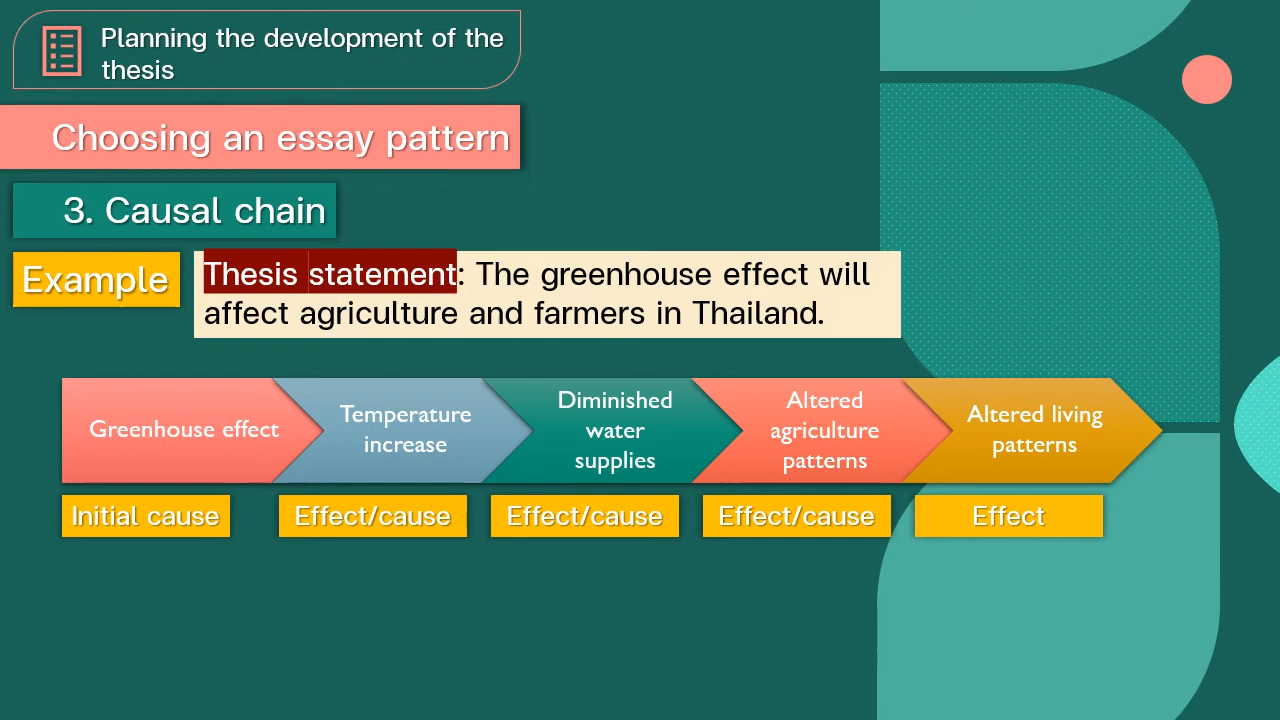 Planning the development of the
thesis
Choosing an essay pattern
3. Causal chain
Example
Thesis statement: The greenhouse effect will
affect agriculture and farmers in Thailand.
Greenhouse effect
Temperature
increase
Diminished
water
supplies
Altered
agriculture
patterns
Altered living
patterns
Initial cause
Effect/cause
Effect/cause
Effect/cause
Effect